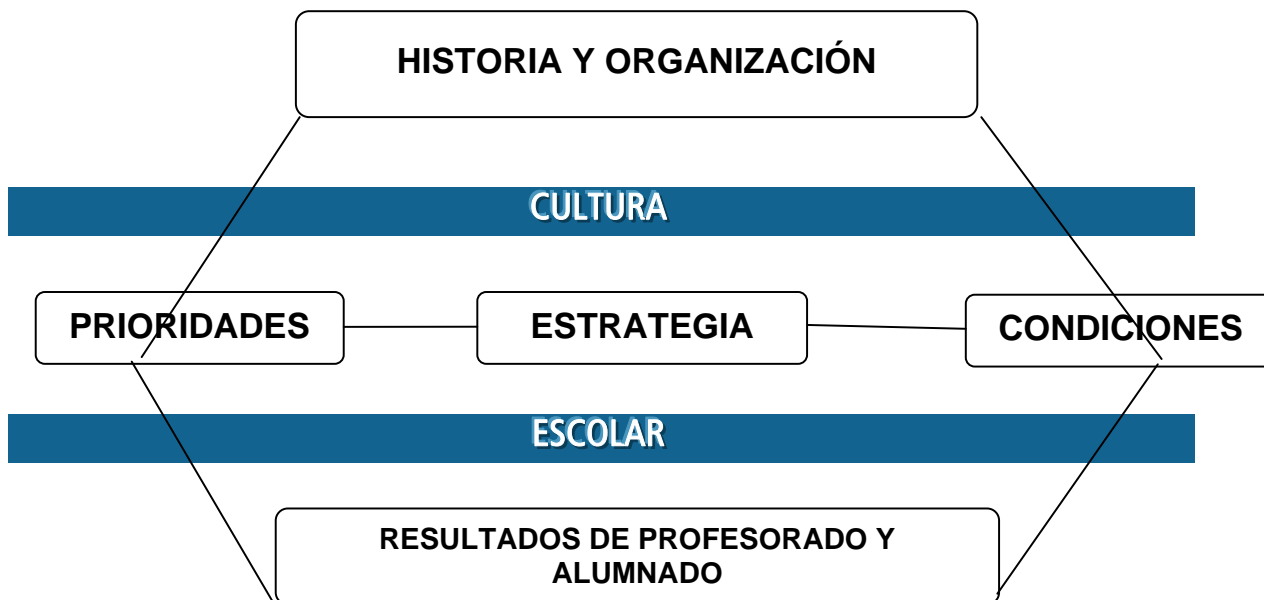 HISTORIA Y ORGANIZACIÓN
CULTURA
PRIORIDADES
ESTRATEGIA
CONDICIONES
ESCOLAR
RESULTADOS DE PROFESORADO Y
ALUMNADO